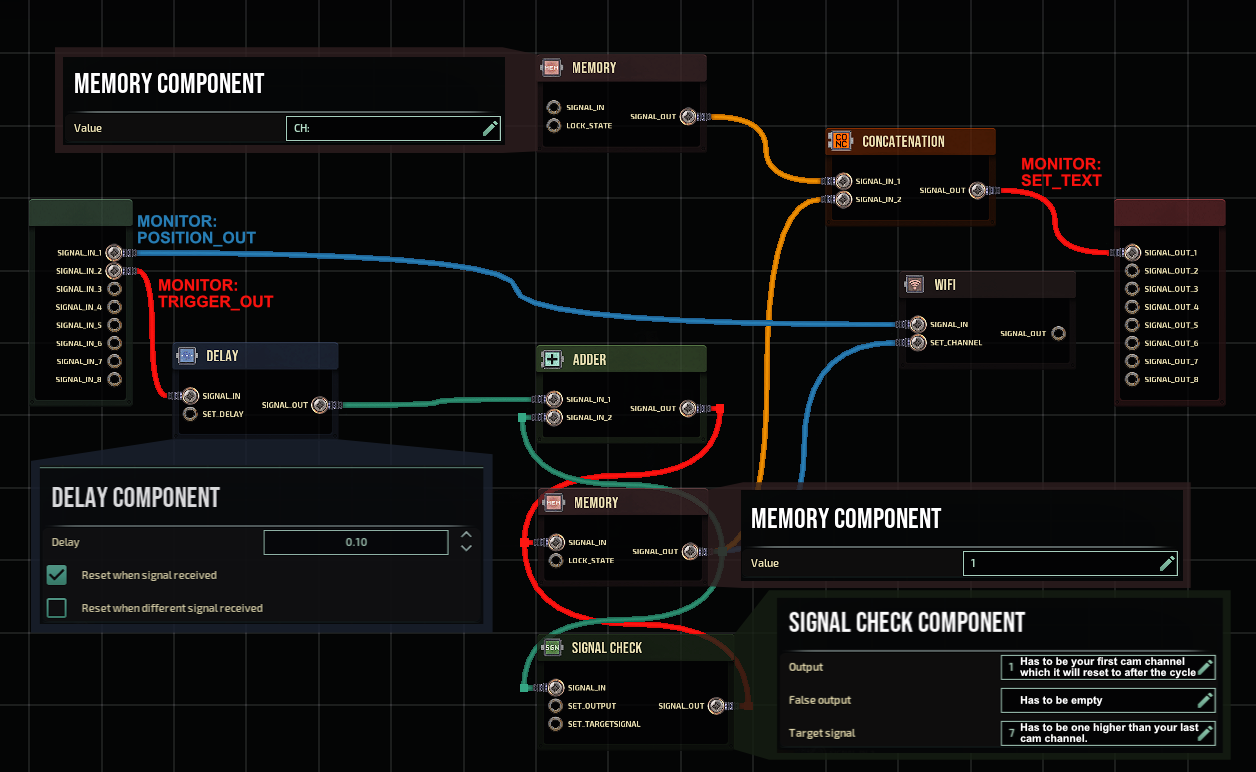 MEMORY COMPONENT
Value
CH:
MEM
MEMORY
SIGNAL_IN
LOCK_STATE
SIGNAL_OUT
CO
NC
CONCATENATION
SIGNAL_IN_1
SIGNAL_IN_2
SIGNAL_OUT
MONITOR:
SET_TEXT
MONITOR:
POSITION_OUT
SIGNAL_IN_1
SIGNAL_IN_2
SIGNAL_IN_3
SIGNAL_IN_4
SIGNAL_IN_5
SIGNAL_IN_6
SIGNAL_IN_7
SIGNAL_IN_8
MONITOR:
TRIGGER_OUT
SIGNAL_OUT_1
SIGNAL_OUT_2
SIGNAL_OUT_3
SIGNAL_OUT_4
SIGNAL_OUT_5
SIGNAL_OUT_6
SIGNAL_OUT_7
SIGNAL_OUT_8
WIFI
SIGNAL_IN
SET_CHANNEL
SIGNAL_OUT
DELAY
SIGNAL_IN
SET_DELAY
SIGNAL_OUT
ADDER
SIGNAL_IN_1
SIGNAL_IN_2
SIGNAL_OUT
DELAY COMPONENT
Delay
0.10
Reset when signal received
Reset when different signal received
MEM
MEMORY
SIGNAL_IN
LOCK_STATE
SIGNAL_OUT
MEMORY COMPONENT
Value
1
SGN
SIGNAL CHECK
SIGNAL_IN
SET_OUTPUT
SET_TARGETSIGNAL
SIGNAL_OUT
SIGNAL CHECK COMPONENT
Output
1 Has to be your first cam channel
which it will reset to after the cycle
False output
Has to be empty
Target signal
7 Has to be one higher than your last
cam channel.